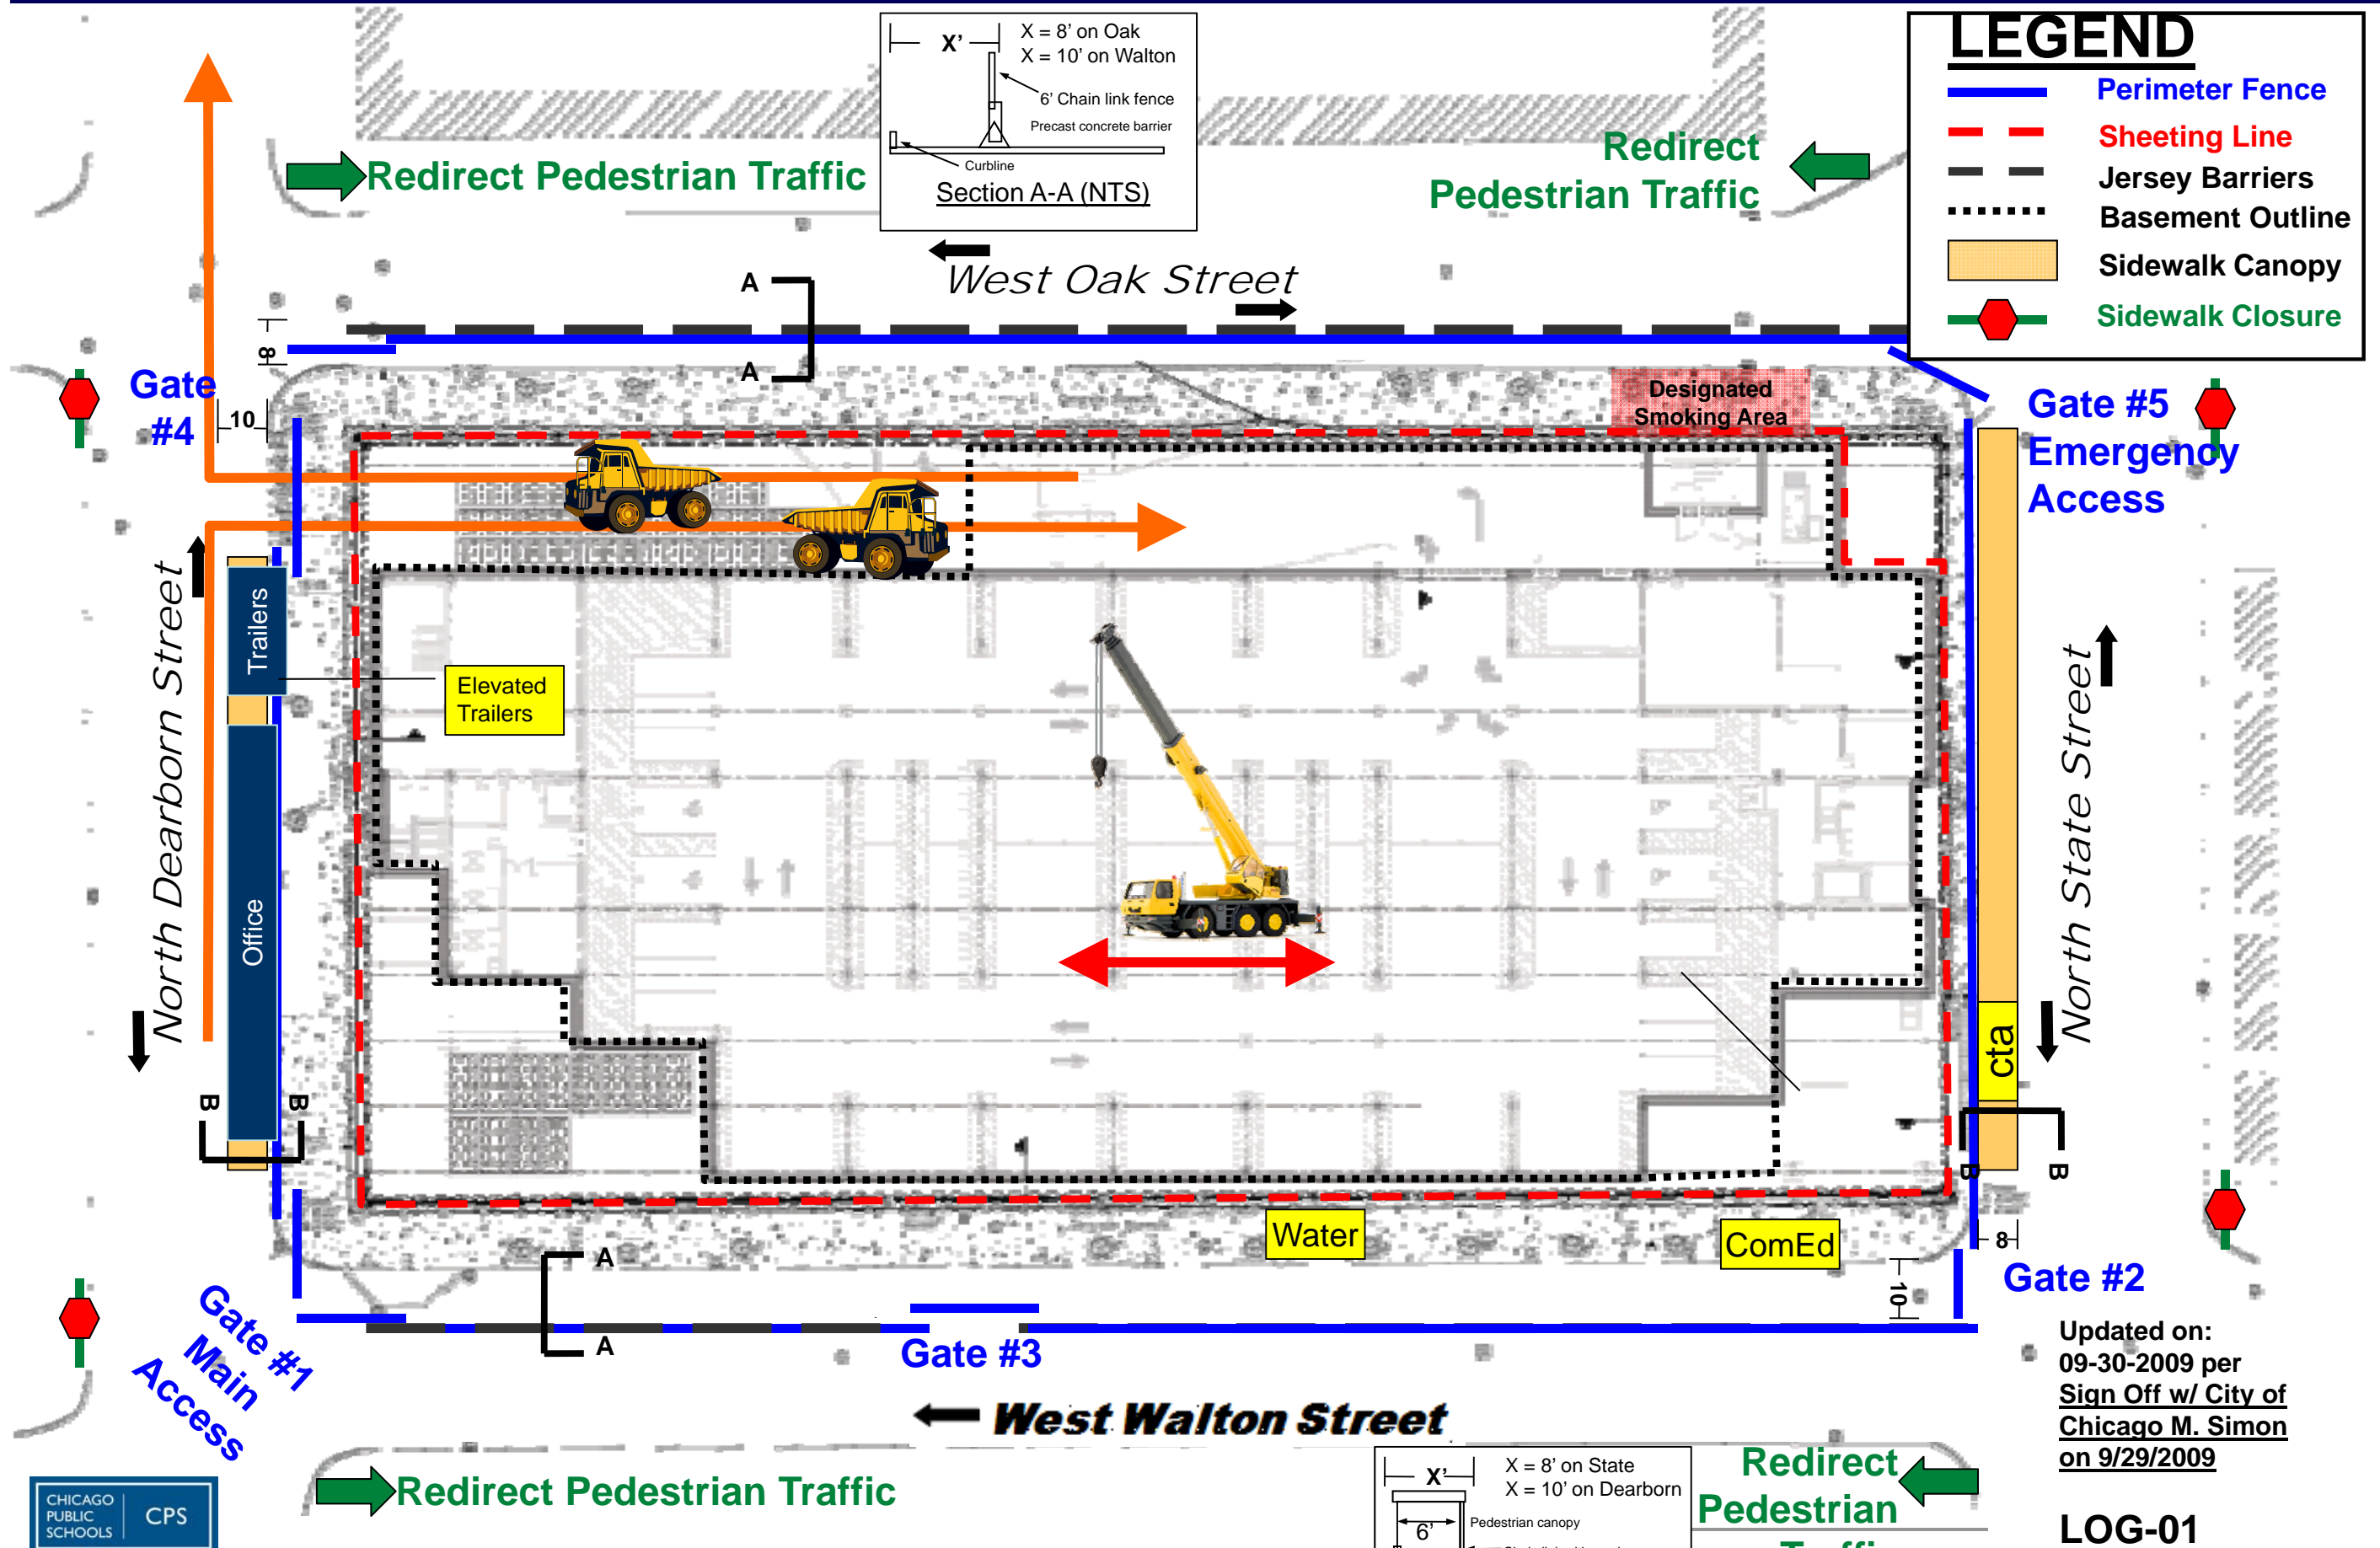 X'
X = 8' on Oak
X = 10' on Walton
6' Chain link fence
Precast concrete barrier
Curbline
Section A-A (NTS)
LEGEND
Perimeter Fence
Sheeting Line
Jersey Barriers
Basement Outline
Sidewalk Canopy
Sidewalk Closure
Redirect Pedestrian Traffic
Redirect
Pedestrian Traffic
West Oak Street
A
A
8
Gate
#4
10
Designated
Smoking Area
Gate #5
Emergency
Access
North Dearborn Street
Trailers
Elevated
Trailers
Office
North State Street
cta
B
B
B
B
Water
ComEd
8
10
Gate #2
A
A
Gate #1
Main
Access
Gate #3
West Walton Street
Updated on:
09-30-2009 per
Sign Off w/ City of
Chicago M. Simon
on 9/29/2009
Redirect Pedestrian Traffic
X'
X = 8' on State
X = 10' on Dearborn
6'
Pedestrian canopy
Redirect
Pedestrian
Traffic
CHICAGO
PUBLIC
SCHOOLS
CPS
LOG-01